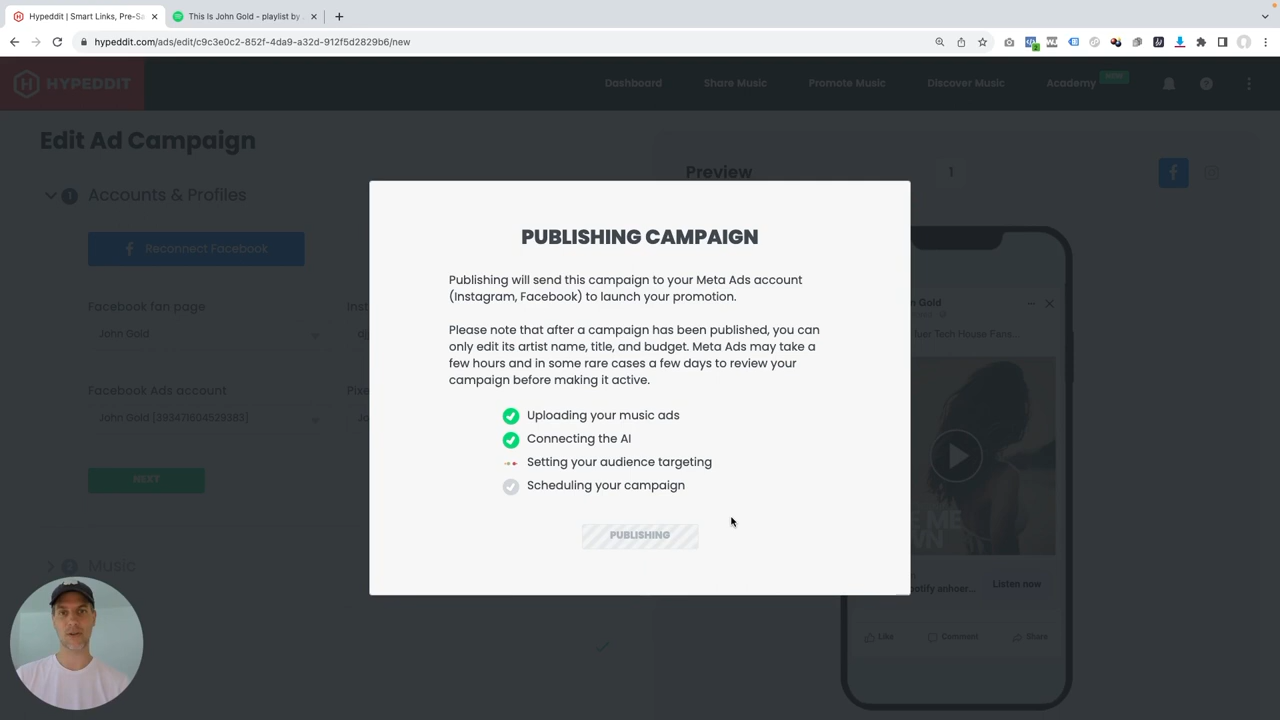 Hypeddit | Smart Links, Pre-Sa
This Is John Gold - playlist by
hypeddit.com/ads/edit/c9c3e0c2-852f-4da9-a32d-912f5d2829b6/new
HYPEDDIT
Dashboard
Share Music
Promote Music
Discover Music
Academy
NEW
Edit Ad Campaign
1 Accounts & Profiles
Reconnect Facebook
Facebook fan page
John Gold
Facebook Ads account
John Gold [393471804529383]
NEXT
Music
Preview
1
PUBLISHING CAMPAIGN
Publishing will send this campaign to your Meta Ads account
(Instagram, Facebook) to launch your promotion.
Please note that after a campaign has been published, you can
only edit its artist name, title, and budget. Meta Ads may take a
few hours and in some rare cases a few days to review your
campaign before making it active.
Uploading your music ads
Connecting the AI
Setting your audience targeting
Scheduling your campaign
PUBLISHING
Gold
fuer Tech House Fans...
Listen now
Like
Comment
Share